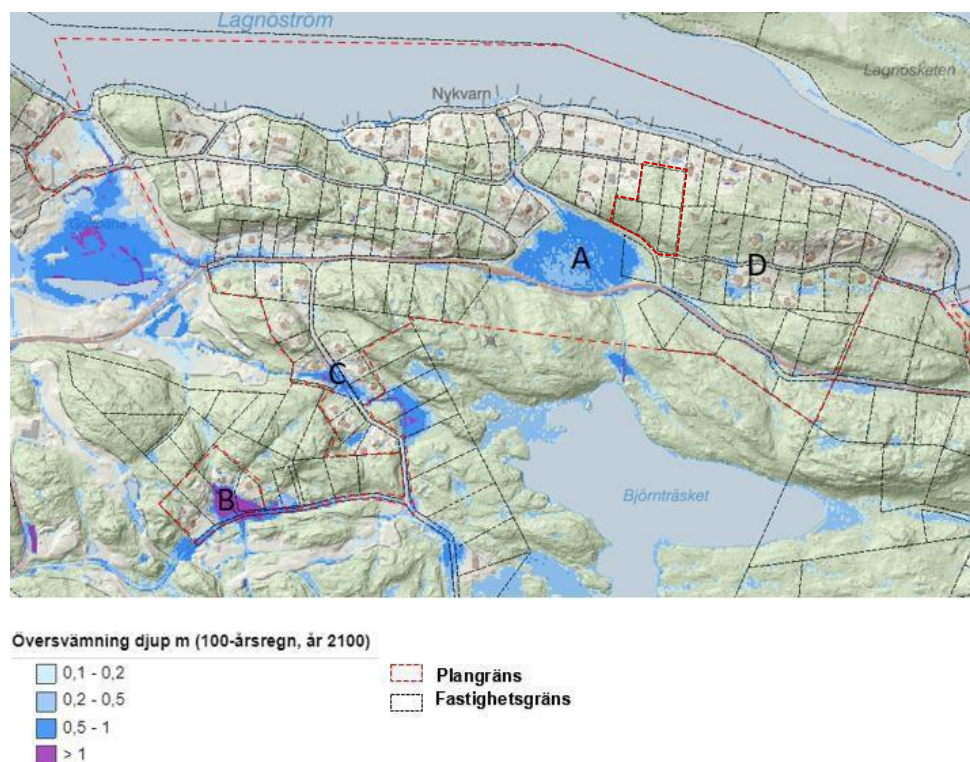 Lagnöström
Lagnöskaten
Nykvarn
A
D
C
B
Björnträsket
Översvämning djup m (100-årsregn, år 2100)
0,1 - 0,2
0,2 - 0,5
0,5 - 1
> 1
Plangräns
Fastighetsgräns